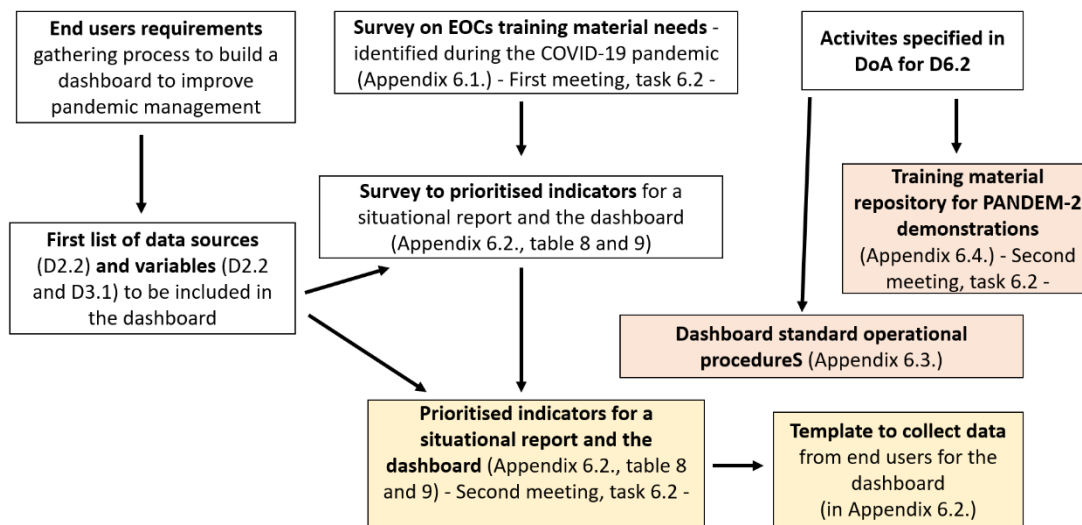 End users requirements
gathering process to build a
dashboard to improve
pandemic management
Survey on EOCs training material needs -
identified during the COVID-19 pandemic
(Appendix 6.1.) - First meeting, task 6.2 -
Activites specified in
DoA for D6.2
Survey to prioritised indicators for a
situational report and the dashboard
(Appendix 6.2., table 8 and 9)
Training material
repository for PANDEM-2
demonstrations
(Appendix 6.4.) - Second
meeting, task 6.2 -
First list of data sources
(D2.2) and variables (D2.2
and D3.1) to be included in
the dashboard
Dashboard standard operational
procedureS (Appendix 6.3.)
Prioritised indicators for a
situational report and the
dashboard (Appendix 6.2., table 8
and 9) - Second meeting, task 6.2 -
Template to collect data
from end users for the
dashboard
(in Appendix 6.2.)